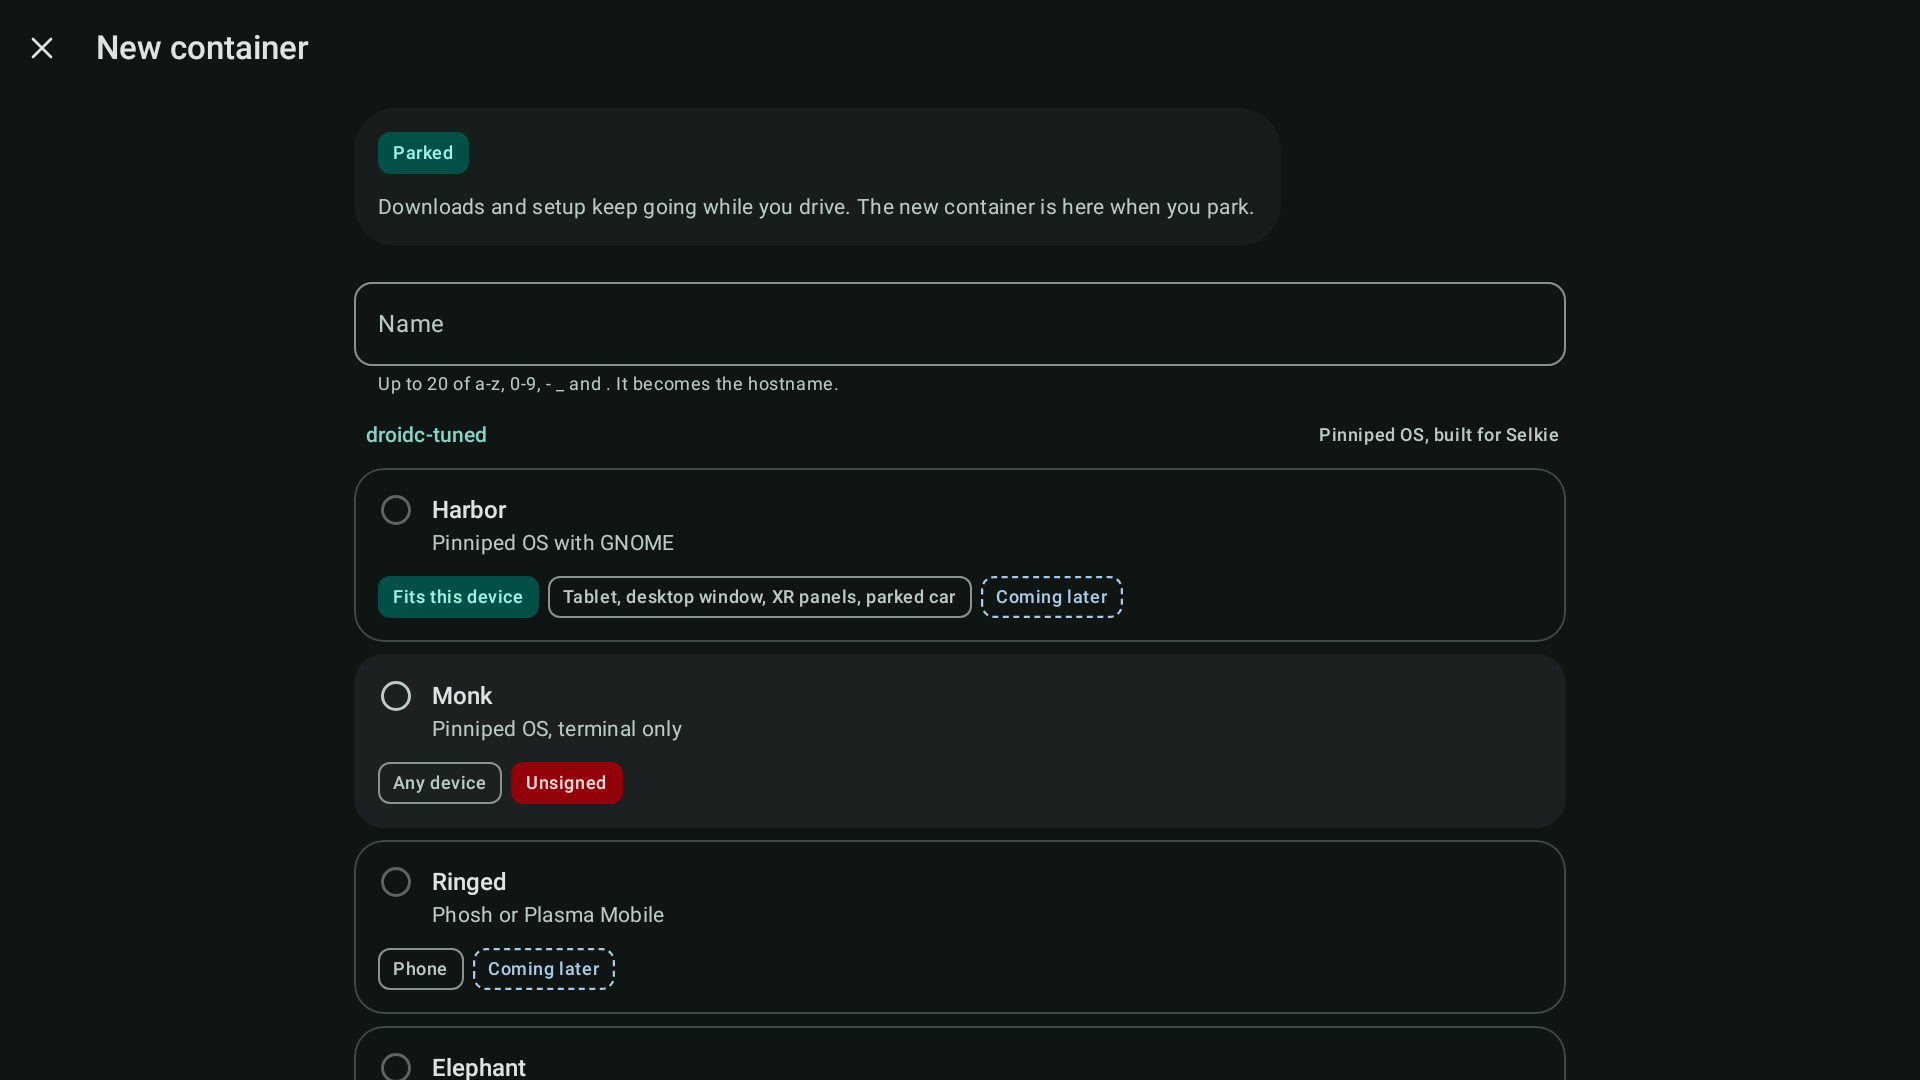 New container
Parked
Downloads and setup keep going while you drive. The new container is here when you park.
Name
Up to 20 of a-z, 0-9, - _ and . It becomes the hostname.
droidc-tuned
Pinniped OS, built for Selkie
Harbor
Pinniped OS with GNOME
Fits this device
Tablet, desktop window, XR panels, parked car
Coming later
Monk
Pinniped OS, terminal only
Any device
Unsigned
Ringed
Phosh or Plasma Mobile
Phone
Coming later
Elephant